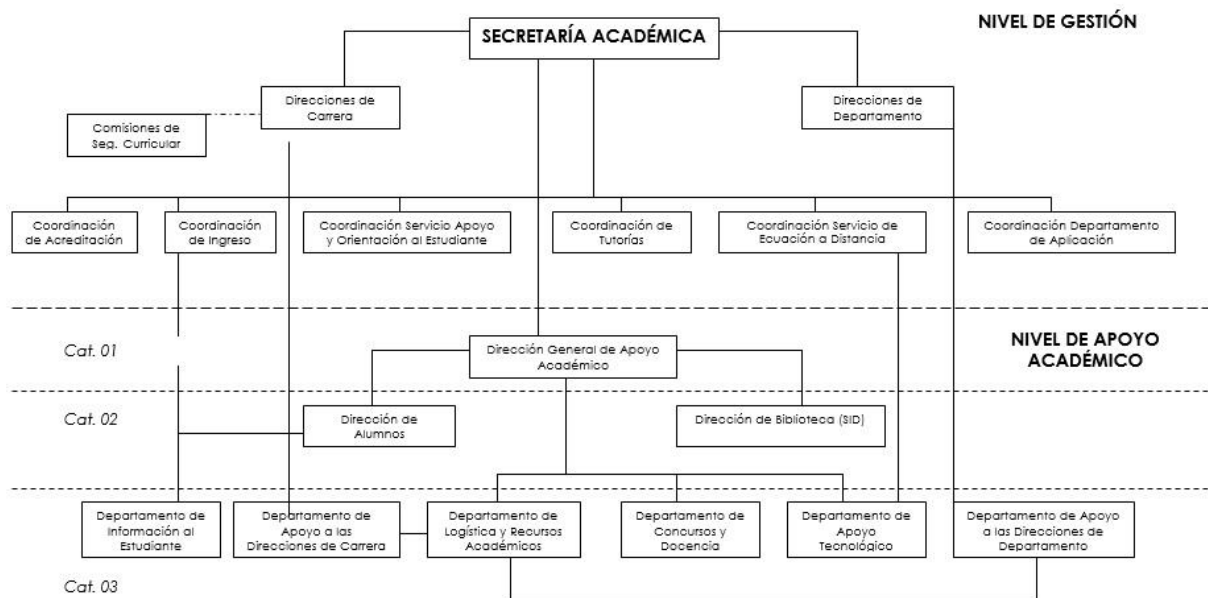 NIVEL DE GESTIÓN
SECRETARÍA ACADÉMICA
Direcciones de
Carrera
Direcciones de
Departamento
Comisiones de
Seg. Curricular
Coordinación
de Acreditación
Coordinación
de Ingreso
Coordinación Servicio Apoyo
y Orientación al Estudiante
Coordinación de
Tutorías
Coordinación Servicio de
Ecuación a Distancia
Coordinación Departamento
de Aplicación
Cat. 01
Dirección General de Apoyo
Académico
NIVEL DE APOYO
ACADÉMICO
Cat. 02
Dirección de
Alumnos
Dirección de Biblioteca (SID)
Departamento de
Información al
Estudiante
Departamento de
Apoyo a las
Direcciones de Carrera
Departamento de
Logística y Recursos
Académicos
Departamento de
Concursos y
Docencia
Departamento de
Apoyo
Tecnológico
Departamento de Apoyo
a las Direcciones de
Departamento
Cat. 03